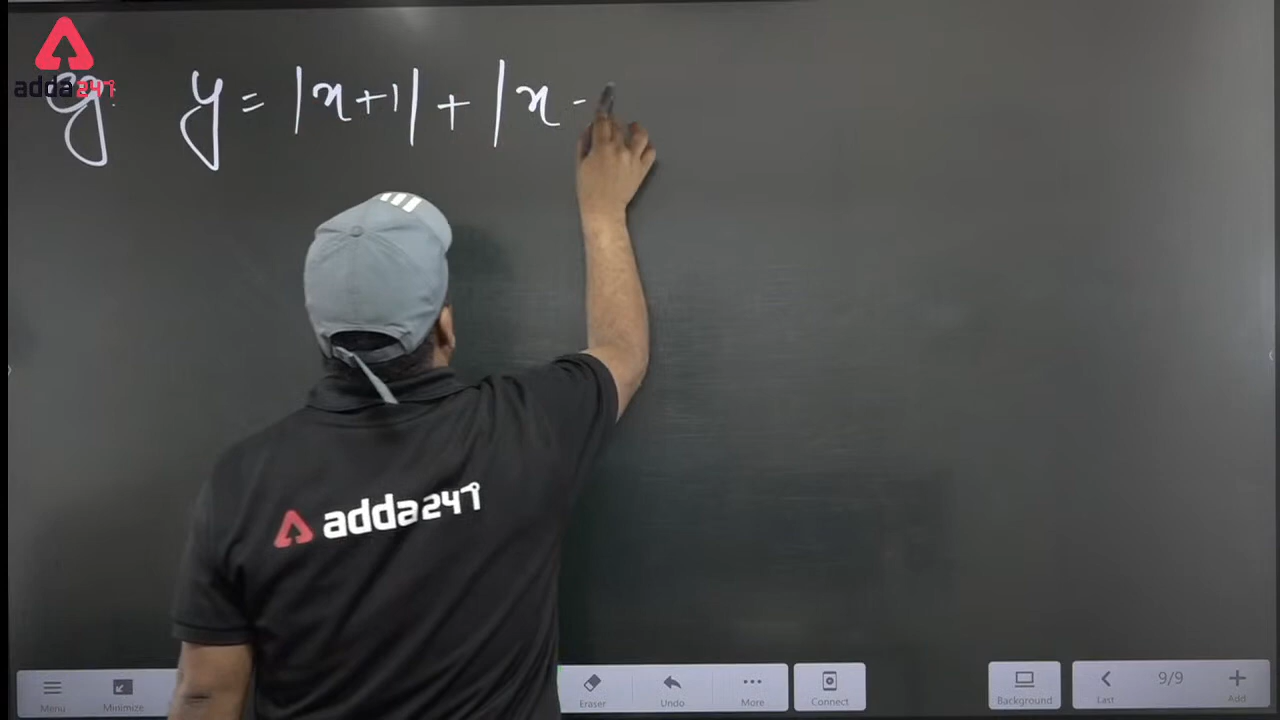 adda247
eg. y = |x+1| + |x -
adda247
Menu
Minimize
Eraser
Undo
More
Connect
Background
Last
9/9
Add